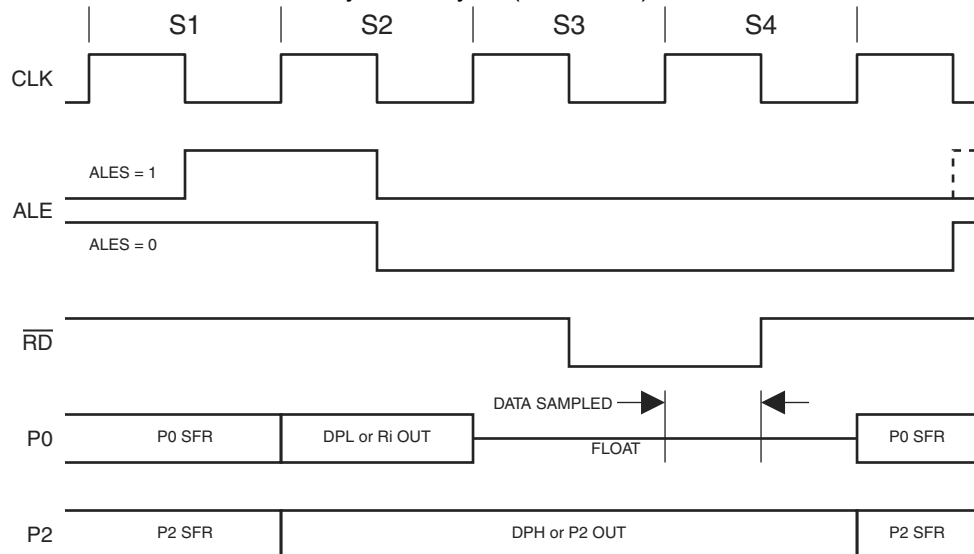 S1 S2 S3 S4
CLK
ALES = 1
ALE
ALES = 0
RD
DATA SAMPLED
P0 P0 SFR DPL or Ri OUT FLOAT P0 SFR
P2 P2 SFR DPH or P2 OUT P2 SFR